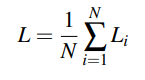 L = \frac{1}{N} \sum_{i=1}^{N} L_i